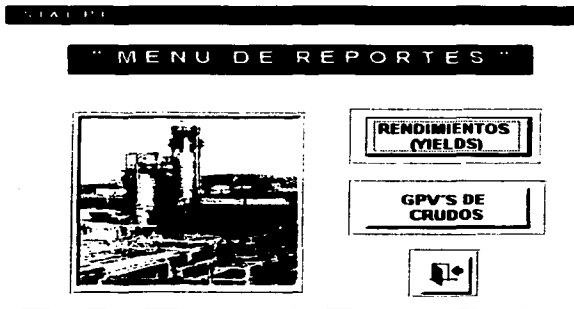 " MENU DE REPORTES "
RENDIMIENTOS
(YIELDS)
GPV'S DE
CRUDOS